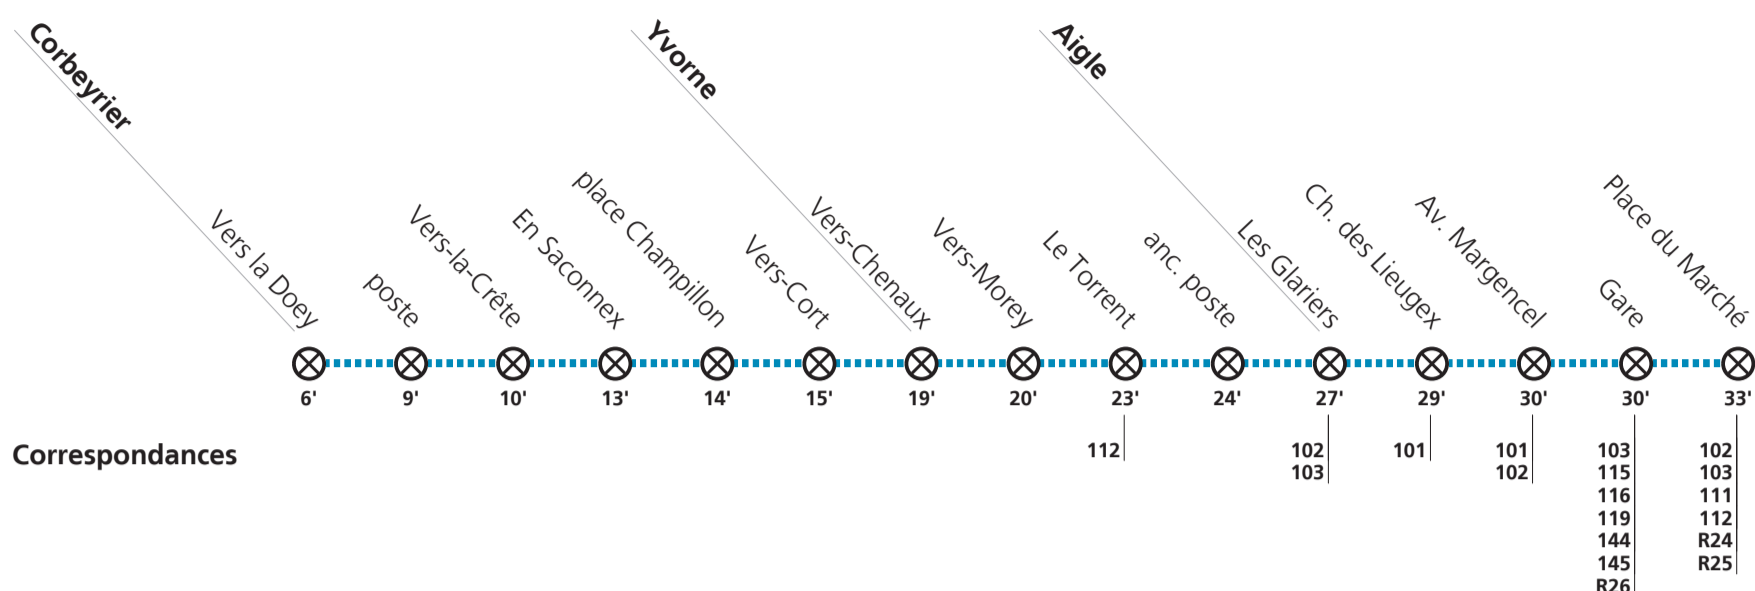 Corbeyrier
Yvorne
Aigle
Vers la Doey
poste
Vers-la-Crête
En Saconnex
place Champillon
Vers-Cort
Vers-Chenaux
Vers-Morey
Le Torrent
anc. poste
Les Glariers
Ch. des Lieugex
Av. Margencel
Gare
Place du Marché
6' 9' 10' 13' 14' 15' 19' 20' 23' 24' 27' 29' 30' 30' 33'
Correspondances
112 102 101 101 103 102
103 102 115 103
116 111
119 112
144 R24
145 R25
R26